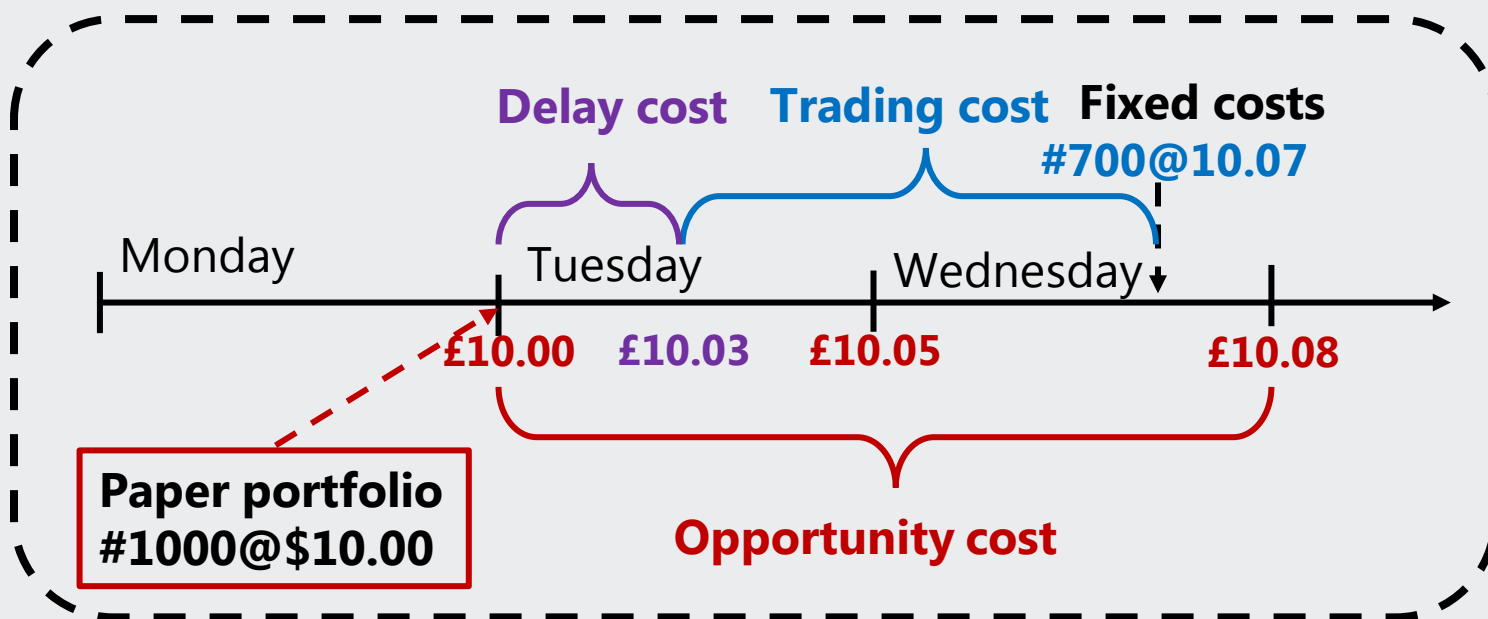 Delay cost
Trading cost
Fixed costs
#700@10.07
Monday
Tuesday
Wednesday
£10.00
£10.03
£10.05
£10.08
Paper portfolio
#1000@$10.00
Opportunity cost